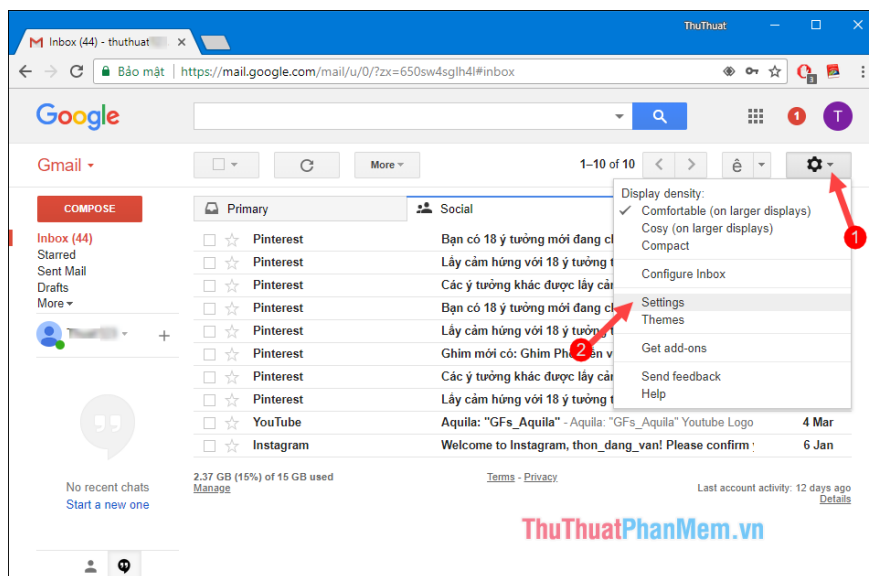 ThuThuat
Inbox (44) - thuthuat
Bảo mật https://mail.google.com/mail/u/0/?zx=650sw4sglh4l#inbox
3
Google
1
T
Gmail
More
1–10 of 10
ê
1
COMPOSE
Inbox (44)
Starred
Sent Mail
Drafts
More
No recent chats
Start a new one
Primary
Social
Pinterest Bạn có 18 ý tưởng mới đang ch
Pinterest Lấy cảm hứng với 18 ý tưởng t
Pinterest Các ý tưởng khác được lấy cảm
Pinterest Bạn có 18 ý tưởng mới đang ch
Pinterest Lấy cảm hứng với 18 ý tưởng t
Pinterest Ghim mới có: Ghim
Pinterest Các ý tưởng khác được lấy cảm
Pinterest Lấy cảm hứng với 18 ý tưởng t
YouTube Aquila: "GFs_Aquila" - Aquila: "GFs_Aquila" Youtube Logo 4 Mar
Instagram Welcome to Instagram, thon_dang_van! Please confirm 6 Jan
Display density:
Comfortable (on larger displays)
Cosy (on larger displays)
Compact
Configure Inbox
Settings
Themes
2
Get add-ons
Send feedback
Help
2.37 GB (15%) of 15 GB used
Manage
Terms - Privacy
Last account activity: 12 days ago
Details
ThuThuatPhanMem.vn